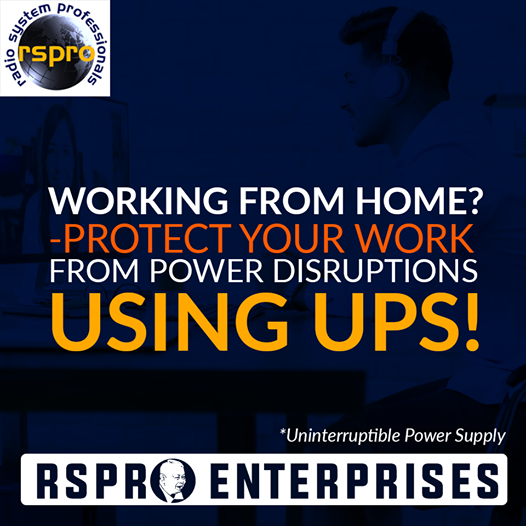 radio system professionals
rspro
WORKING FROM HOME?
-PROTECT YOUR WORK
FROM POWER DISRUPTIONS
USING UPS!
*Uninterruptible Power Supply
RSPRO ENTERPRISES